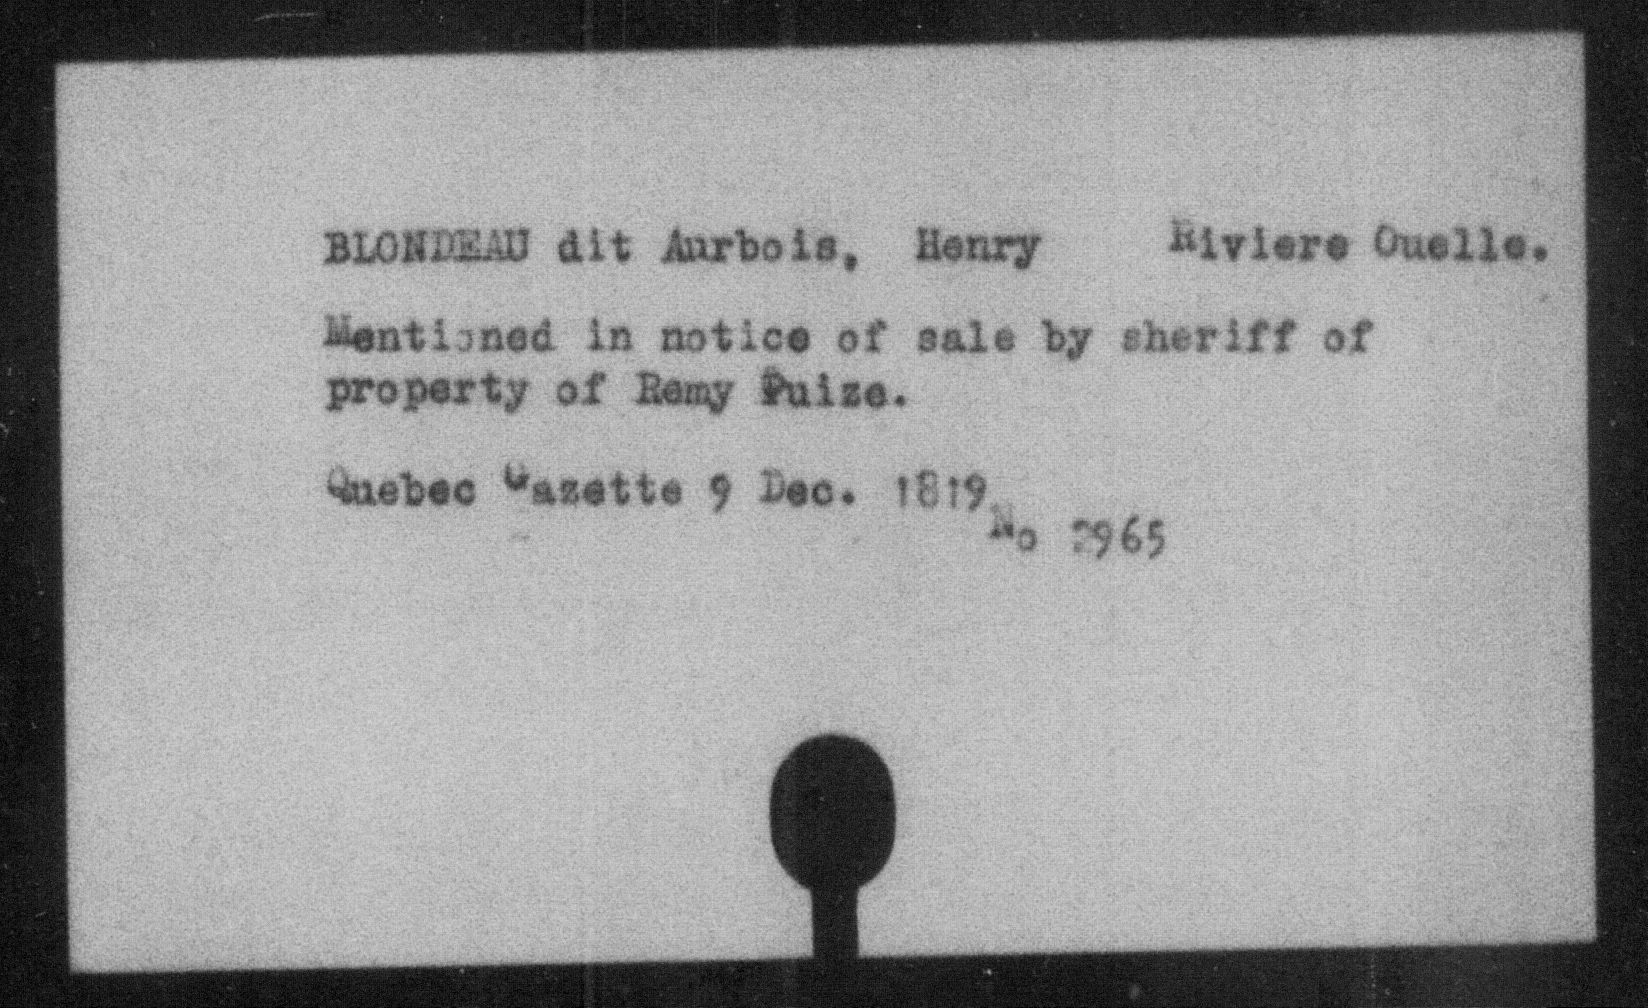 BLONDEAU dit Aurbois, Henry Riviere Ouelle.
Mentioned in notice of sale by sheriff of
property of Remy Puize.
Quebec Gazette 9 Dec. 1819
No 2965